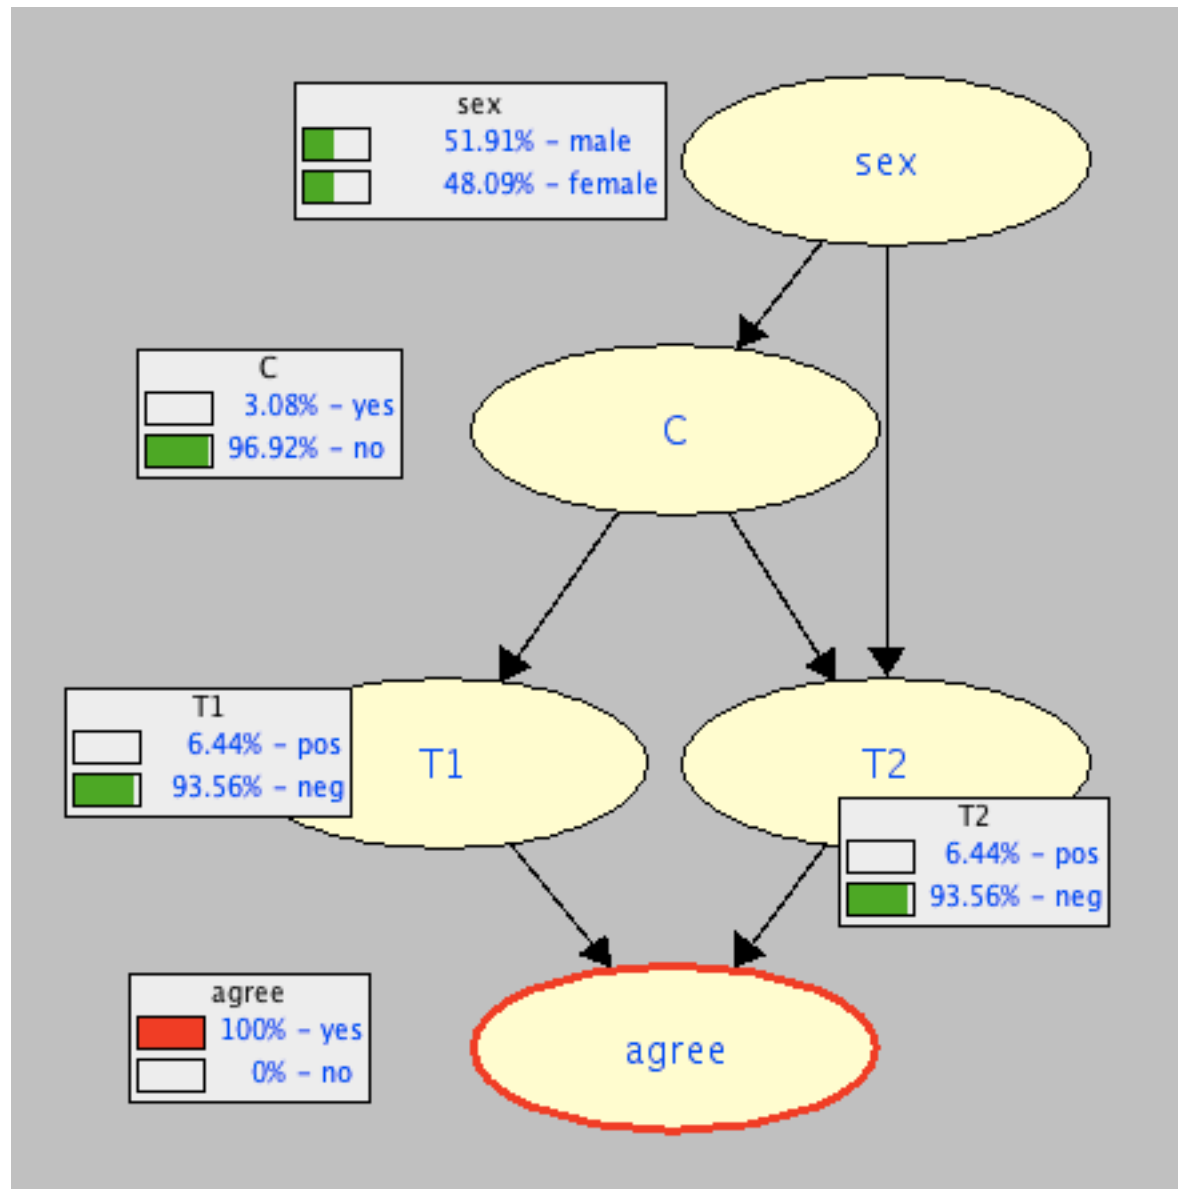 sex
51.91% – male
48.09% – female
sex
C
3.08% – yes
96.92% – no
C
T1
6.44% – pos
93.56% – neg
T1
T2
T2
6.44% – pos
93.56% – neg
agree
100% – yes
0% – no
agree